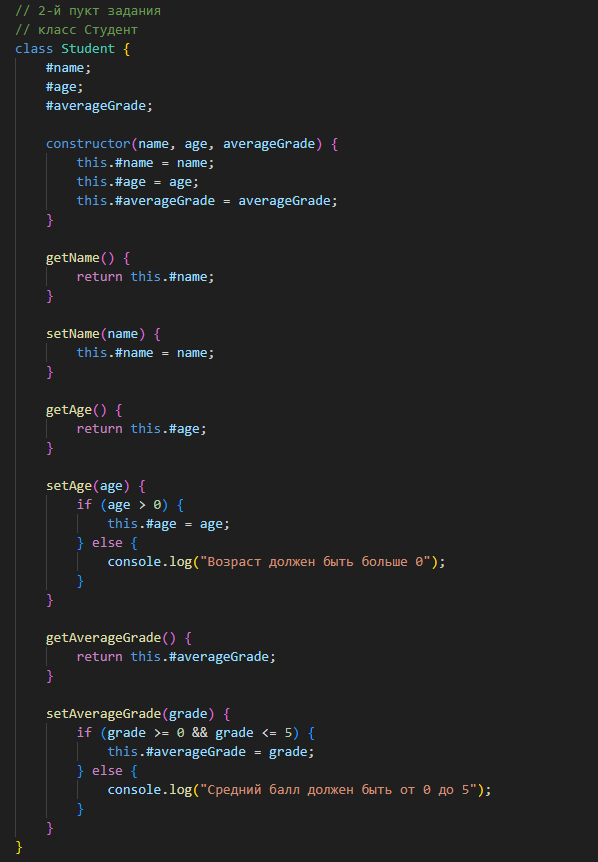 // 2-й пукт задания
// класс Студент
class Student {
    #name;
    #age;
    #averageGrade;

    constructor(name, age, averageGrade) {
        this.#name = name;
        this.#age = age;
        this.#averageGrade = averageGrade;
    }

    getName() {
        return this.#name;
    }

    setName(name) {
        this.#name = name;
    }

    getAge() {
        return this.#age;
    }

    setAge(age) {
        if (age > 0) {
            this.#age = age;
        } else {
            console.log("Возраст должен быть больше 0");
        }
    }

    getAverageGrade() {
        return this.#averageGrade;
    }

    setAverageGrade(grade) {
        if (grade >= 0 && grade <= 5) {
            this.#averageGrade = grade;
        } else {
            console.log("Средний балл должен быть от 0 до 5");
        }
    }
}